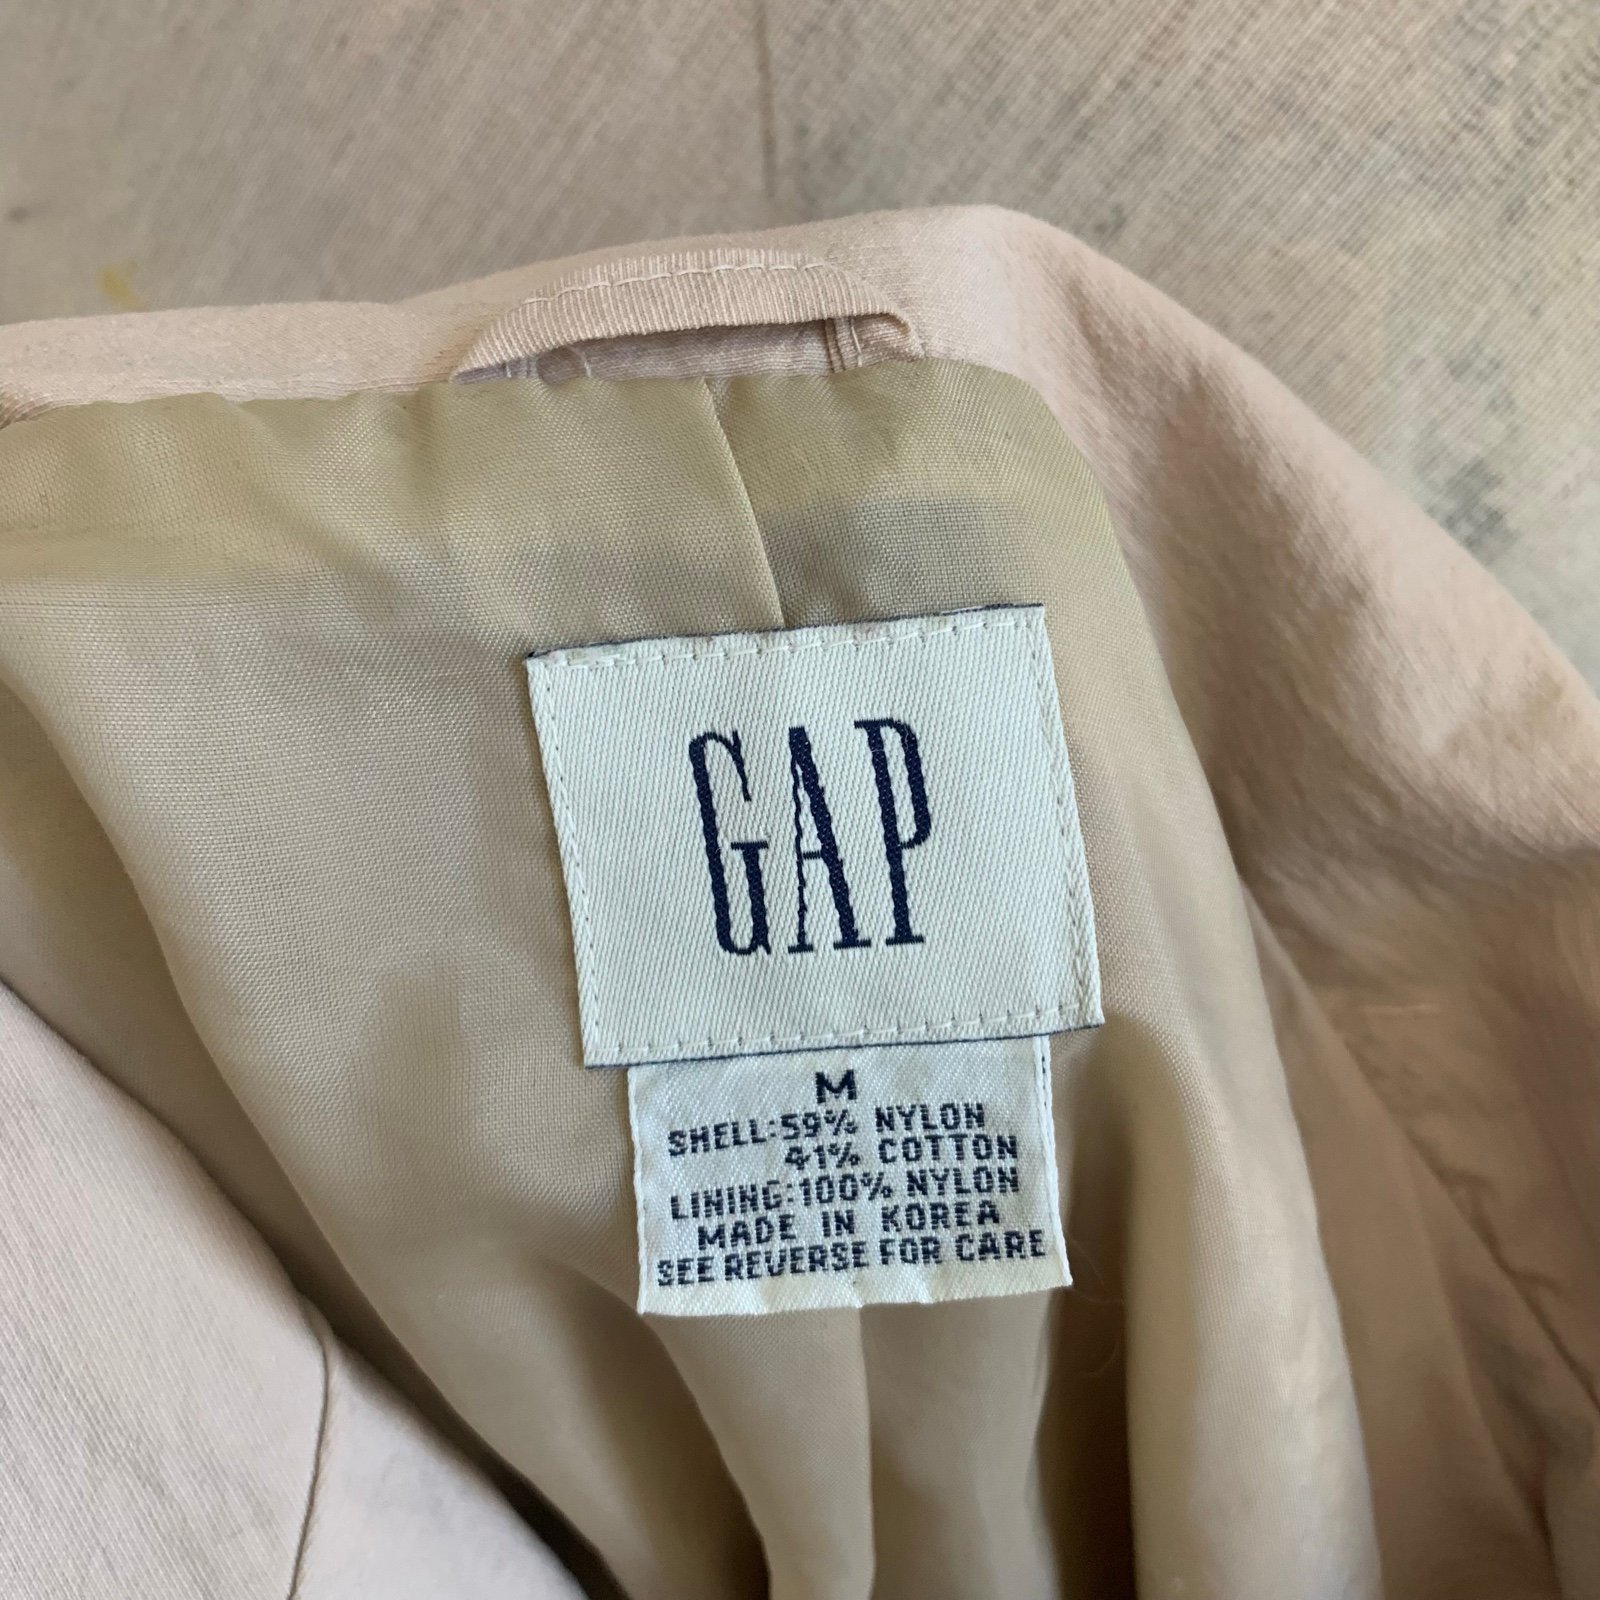 GAP
M
SHELL:59% NYLON
41% COTTON
LINING:100% NYLON
MADE IN KOREA
SEE REVERSE FOR CARE